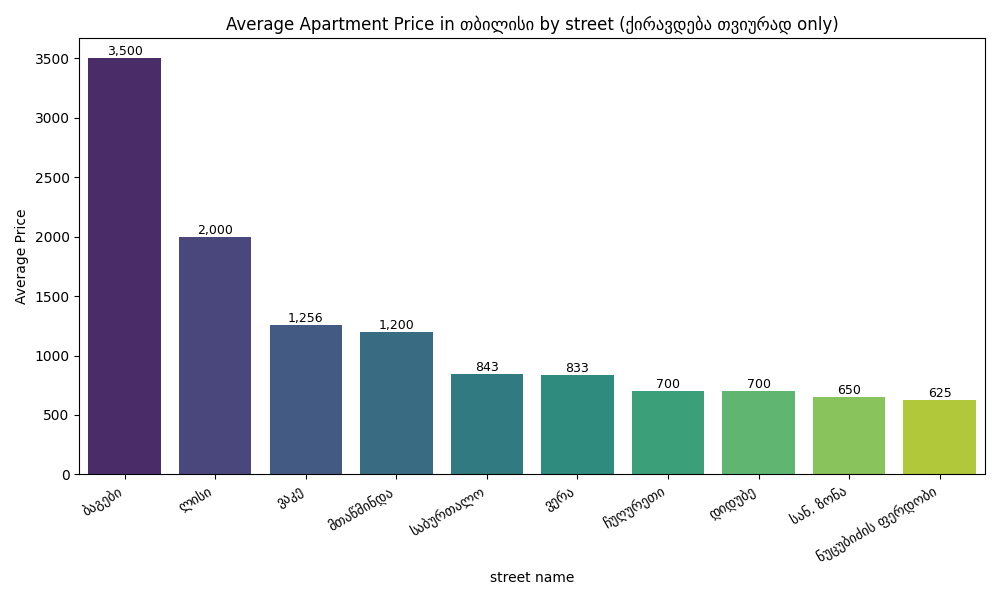 Average Apartment Price in თბილისი by street (ქირავდება თვიურად only)
Average Price
3500
3000
2500
2000
1500
1000
500
0
3,500
2,000
1,256
1,200
843
833
700
700
650
625
ბაგები
ლისი
ვაკე
მთაწმინდა
საბურთალო
ვერა
ჩუღურეთი
დიდუბე
სან. ზონა
ნუცუბიძის ფერდობი
street name